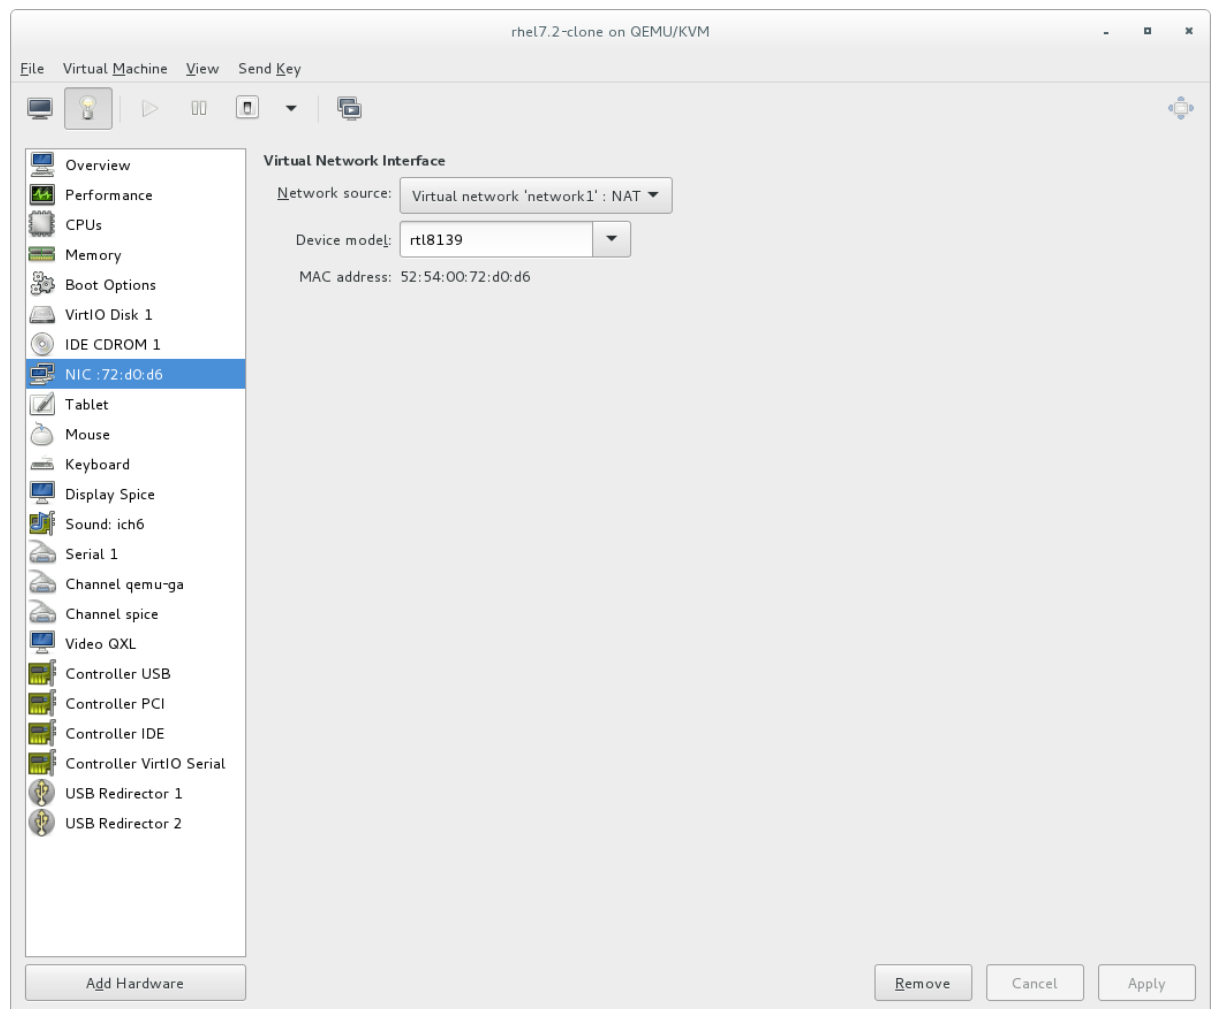 rhel7.2-clone on QEMU/KVM
File Virtual Machine View Send Key
Overview
Performance
CPUs
Memory
Boot Options
VirtIO Disk 1
IDE CDROM 1
NIC :72:d0:d6
Tablet
Mouse
Keyboard
Display Spice
Sound: ich6
Serial 1
Channel qemu-ga
Channel spice
Video QXL
Controller USB
Controller PCI
Controller IDE
Controller VirtIO Serial
USB Redirector 1
USB Redirector 2
Add Hardware
Virtual Network Interface
Network source: Virtual network 'network1' : NAT
Device model: rtl8139
MAC address: 52:54:00:72:d0:d6
Remove Cancel Apply